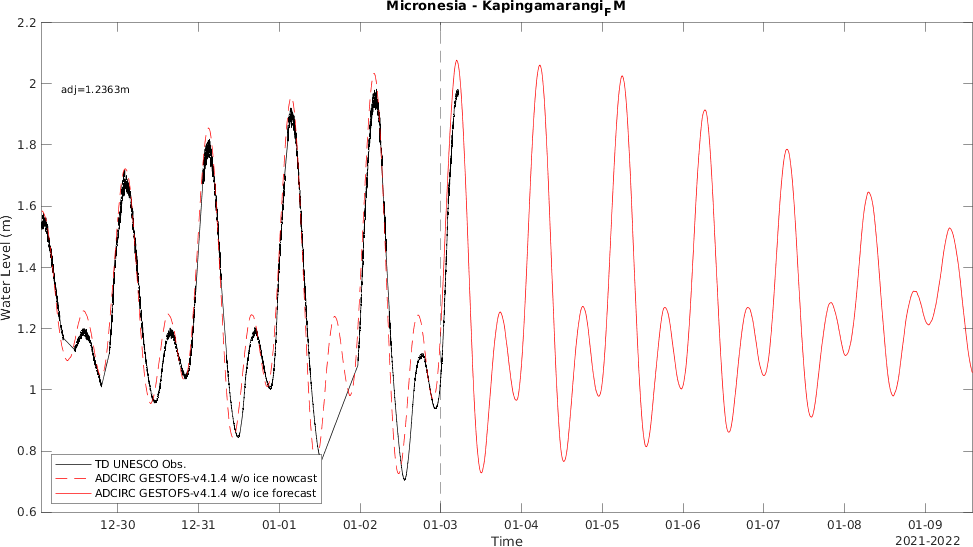 Micronesia - Kapingamarangi_FM
2.2
2
1.8
1.6
1.4
1.2
1
0.8
0.6
Water Level (m)
adj=1.2363m
TD UNESCO Obs.
ADCIRC GESTOFS-v4.1.4 w/o ice nowcast
ADCIRC GESTOFS-v4.1.4 w/o ice forecast
12-30 12-31 01-01 01-02 01-03 01-04 01-05 01-06 01-07 01-08 01-09
Time
2021-2022